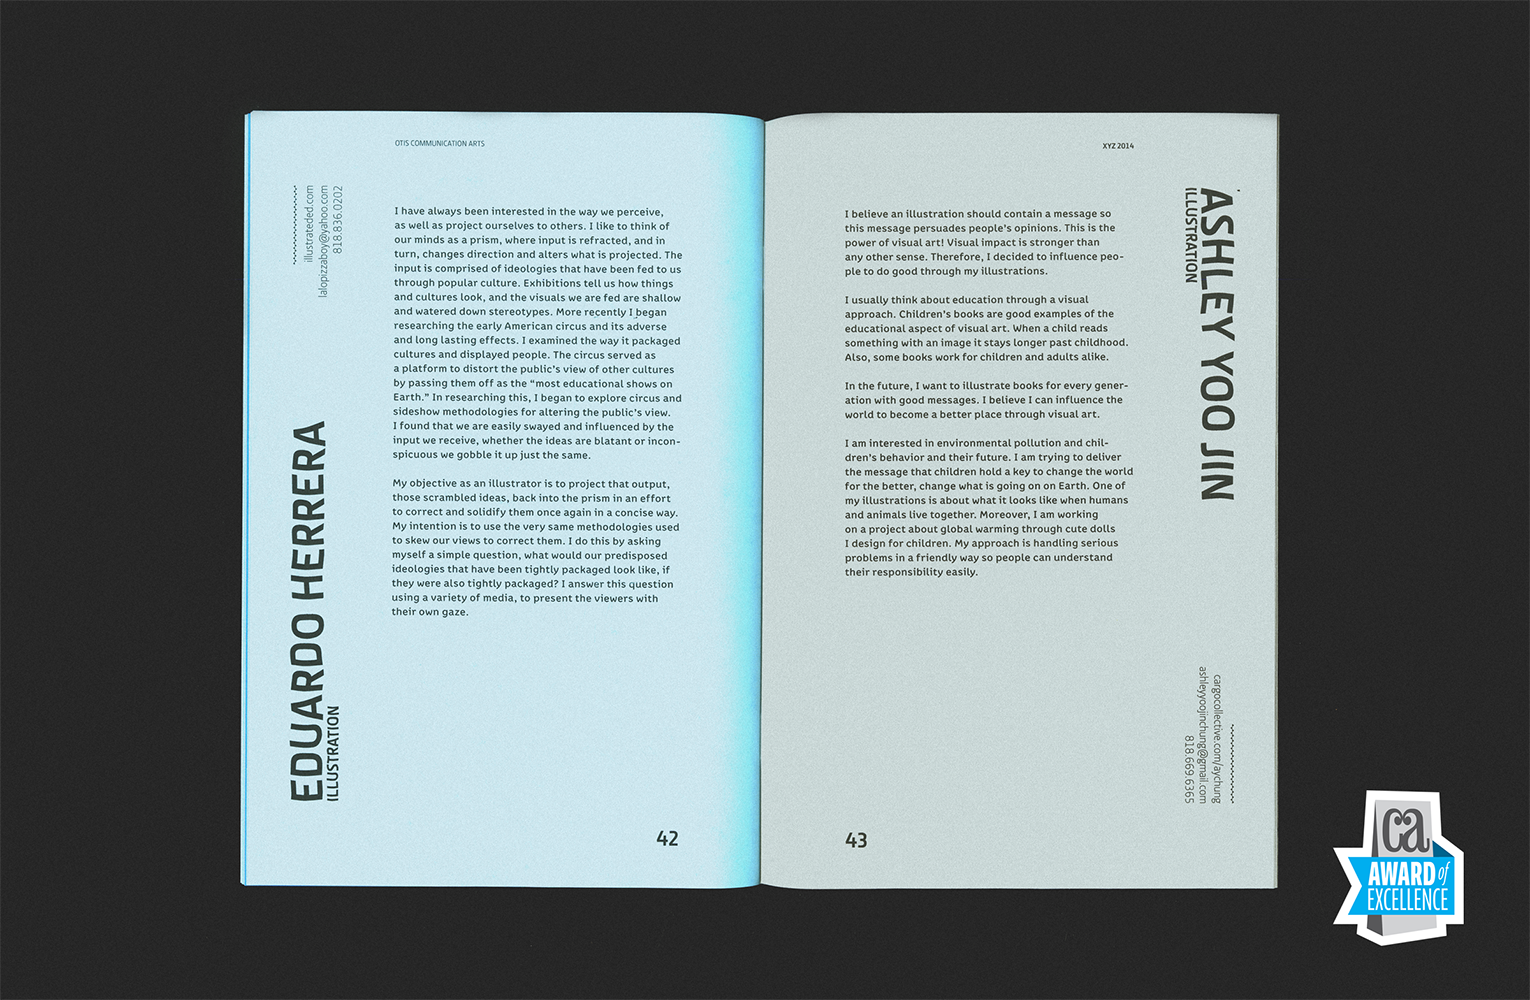 OTIS COMMUNICATION ARTS
illustrateded.com
lalopizzaboy@yahoo.com
818.836.0202
EDUARDO HERRERA
ILLUSTRATION
I have always been interested in the way we perceive,
as well as project ourselves to others. I like to think of
our minds as a prism, where input is refracted, and in
turn, changes direction and alters what is projected. The
input is comprised of ideologies that have been fed to us
through popular culture. Exhibitions tell us how things
and cultures look, and the visuals we are fed are shallow
and watered down stereotypes. More recently I began
researching the early American circus and its adverse
and long lasting effects. I examined the way it packaged
cultures and displayed people. The circus served as
a platform to distort the public's view of other cultures
by passing them off as the “most educational shows on
Earth.” In researching this, I began to explore circus and
sideshow methodologies for altering the public's view.
I found that we are easily swayed and influenced by the
input we receive, whether the ideas are blatant or incon-
spicuous we gobble it up just the same.
My objective as an illustrator is to project that output,
those scrambled ideas, back into the prism in an effort
to correct and solidify them once again in a concise way.
My intention is to use the very same methodologies used
to skew our views to correct them. I do this by asking
myself a simple question, what would our predisposed
ideologies that have been tightly packaged look like, if
they were also tightly packaged? I answer this question
using a variety of media, to present the viewers with
their own gaze.
42
XYZ 2014
I believe an illustration should contain a message so
this message persuades people's opinions. This is the
power of visual art! Visual impact is stronger than
any other sense. Therefore, I decided to influence peo-
ple to do good through my illustrations.
I usually think about education through a visual
approach. Children's books are good examples of the
educational aspect of visual art. When a child reads
something with an image it stays longer past childhood.
Also, some books work for children and adults alike.
In the future, I want to illustrate books for every gener-
ation with good messages. I believe I can influence the
world to become a better place through visual art.
I am interested in environmental pollution and chil-
dren's behavior and their future. I am trying to deliver
the message that children hold a key to change the world
for the better, change what is going on on Earth. One of
my illustrations is about what it looks like when humans
and animals live together. Moreover, I am working
on a project about global warming through cute dolls
I design for children. My approach is handling serious
problems in a friendly way so people can understand
their responsibility easily.
ASHLEY YOO JIN
ILLUSTRATION
cargocollective.com/aychung
ashleyyoojinchung@gmail.com
818.669.6365
43
ca
AWARD of
EXCELLENCE